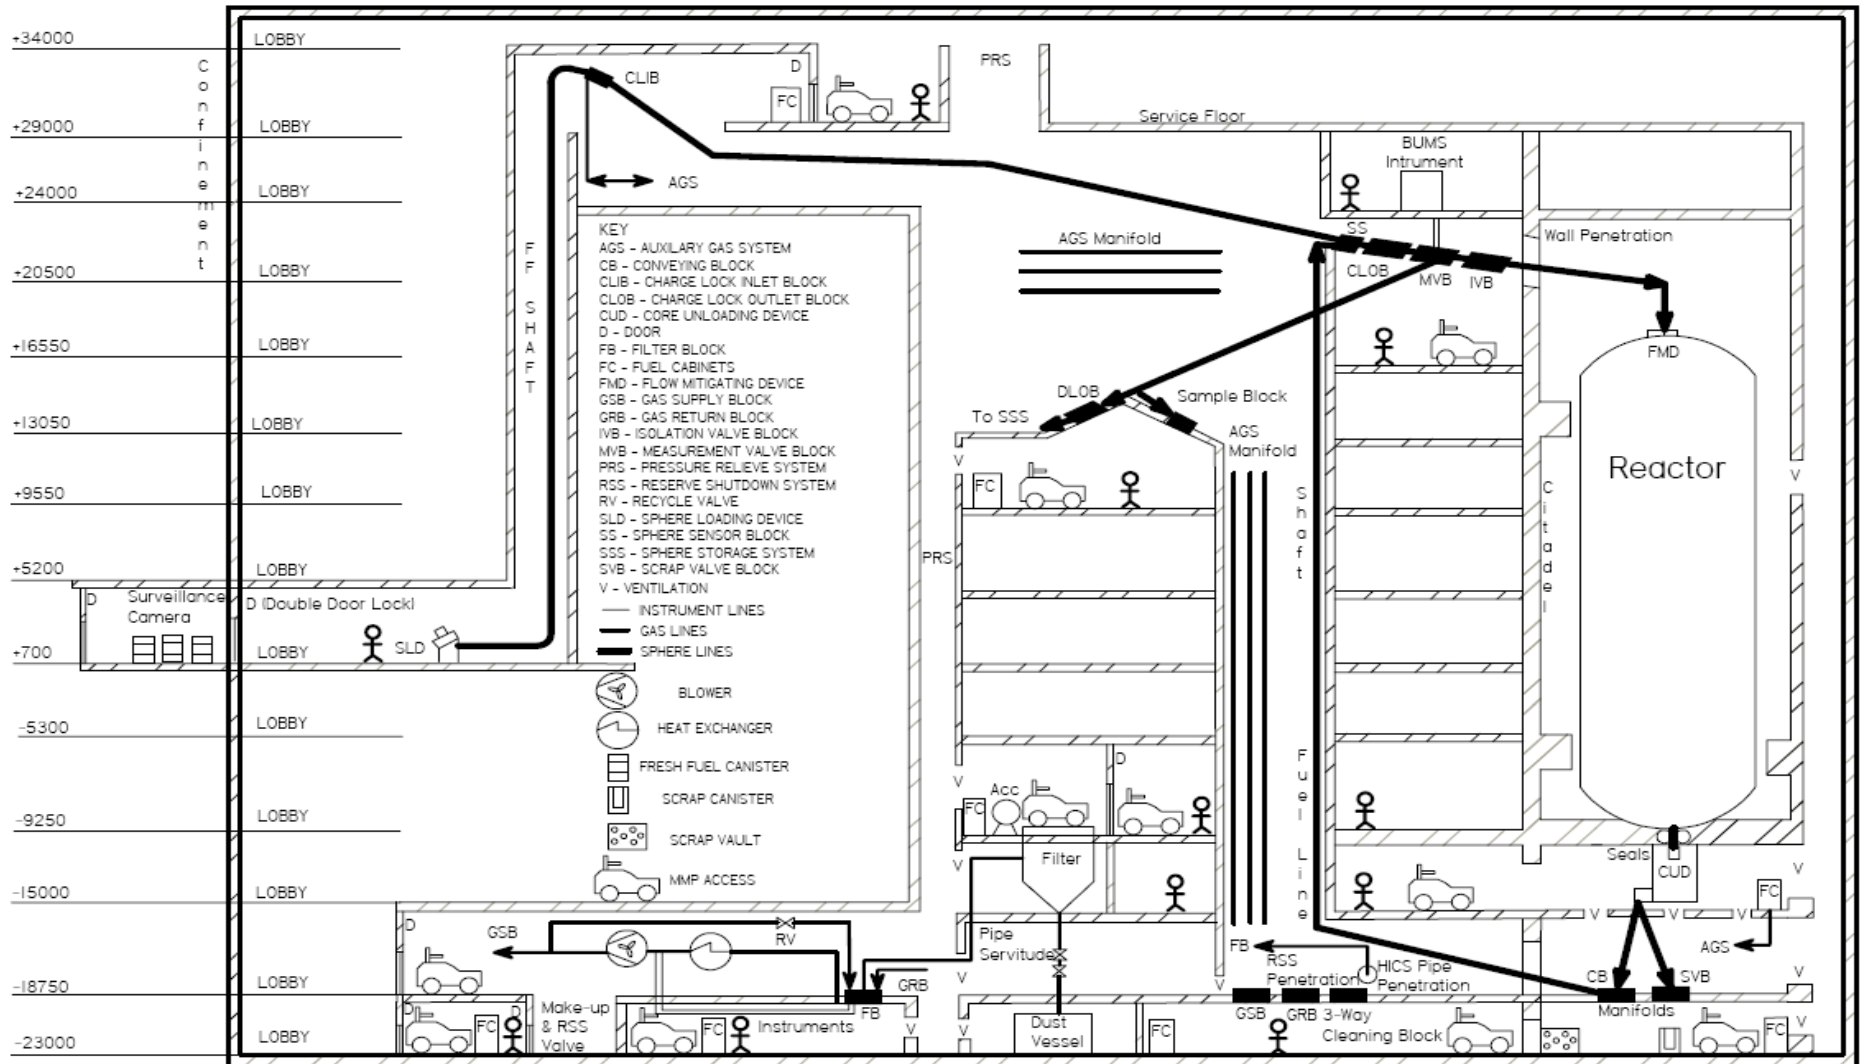 +34000
LOBBY
Confinement
+29000
LOBBY
+24000
LOBBY
+20500
LOBBY
+16550
LOBBY
+13050
LOBBY
+9550
LOBBY
+5200
LOBBY
+700
LOBBY
-5300
LOBBY
-9250
LOBBY
-15000
LOBBY
-18750
LOBBY
-23000
LOBBY
D
Surveillance
Camera
D (Double Door Lock)
SLD
FF SHAFT
CLIB
AGS
D
FC
PRS
Service Floor
BUMS
Intrument
KEY
AGS - AUXILARY GAS SYSTEM
CB - CONVEYING BLOCK
CLIB - CHARGE LOCK INLET BLOCK
CLOB - CHARGE LOCK OUTLET BLOCK
CUD - CORE UNLOADING DEVICE
D - DOOR
FB - FILTER BLOCK
FC - FUEL CABINETS
FMD - FLOW MITIGATING DEVICE
GSB - GAS SUPPLY BLOCK
GRB - GAS RETURN BLOCK
IVB - ISOLATION VALVE BLOCK
MVB - MEASUREMENT VALVE BLOCK
PRS - PRESSURE RELIEVE SYSTEM
RSS - RESERVE SHUTDOWN SYSTEM
RV - RECYCLE VALVE
SLD - SPHERE LOADING DEVICE
SS - SPHERE SENSOR BLOCK
SSS - SPHERE STORAGE SYSTEM
SVB - SCRAP VALVE BLOCK
V - VENTILATION
INSTRUMENT LINES
GAS LINES
SPHERE LINES
BLOWER
HEAT EXCHANGER
FRESH FUEL CANISTER
SCRAP CANISTER
SCRAP VAULT
MMP ACCESS
AGS Manifold
SS
CLOB
MVB
IVB
Wall Penetration
FMD
Reactor
DLOB
Sample Block
To SSS
AGS
Manifold
V
FC
PRS
V
Shaft
Fuel Line
Citadel
V
D
Acc
FC
V
Filter
V
Seals
CUD
V
FC
V
V
V
AGS
D
GSB
RV
GRB
FB
Pipe
Servitude
V
V
FB
RSS
Penetration
HICS Pipe
Penetration
CB
SVB
V
Manifolds
D
FC
Make-up
& RSS
Valve
FC
Instruments
V
V
Dust
Vessel
FC
GSB
GRB
3-Way
Cleaning Block
FC
V